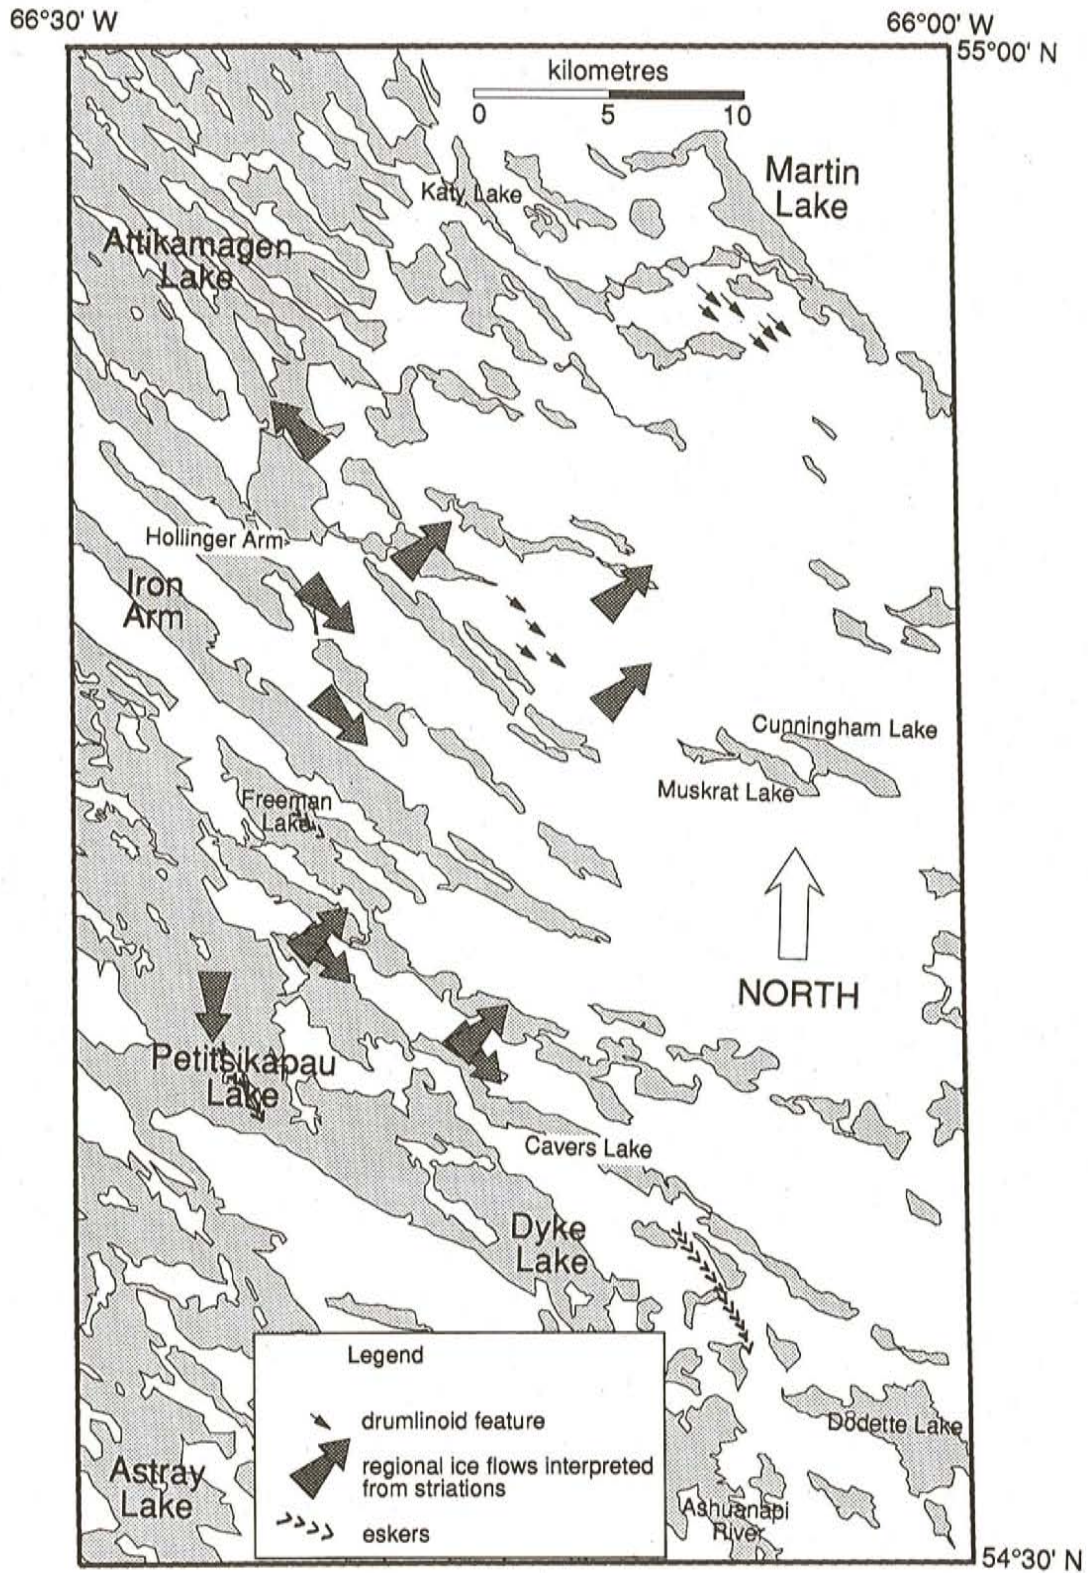 66°30' W
66°00' W
55°00' N
kilometres
0 5 10
Martin
Lake
Katy Lake
Attikamagen
Lake
Hollinger Arm
Iron
Arm
Cunningham Lake
Muskrat Lake
Freeman
Lake
NORTH
Petitsikapau
Lake
Cavers Lake
Dyke
Lake
Legend
drumlinoid feature
regional ice flows interpreted
from striations
eskers
Dodette Lake
Astray
Lake
Ashuanapi
River
54°30' N